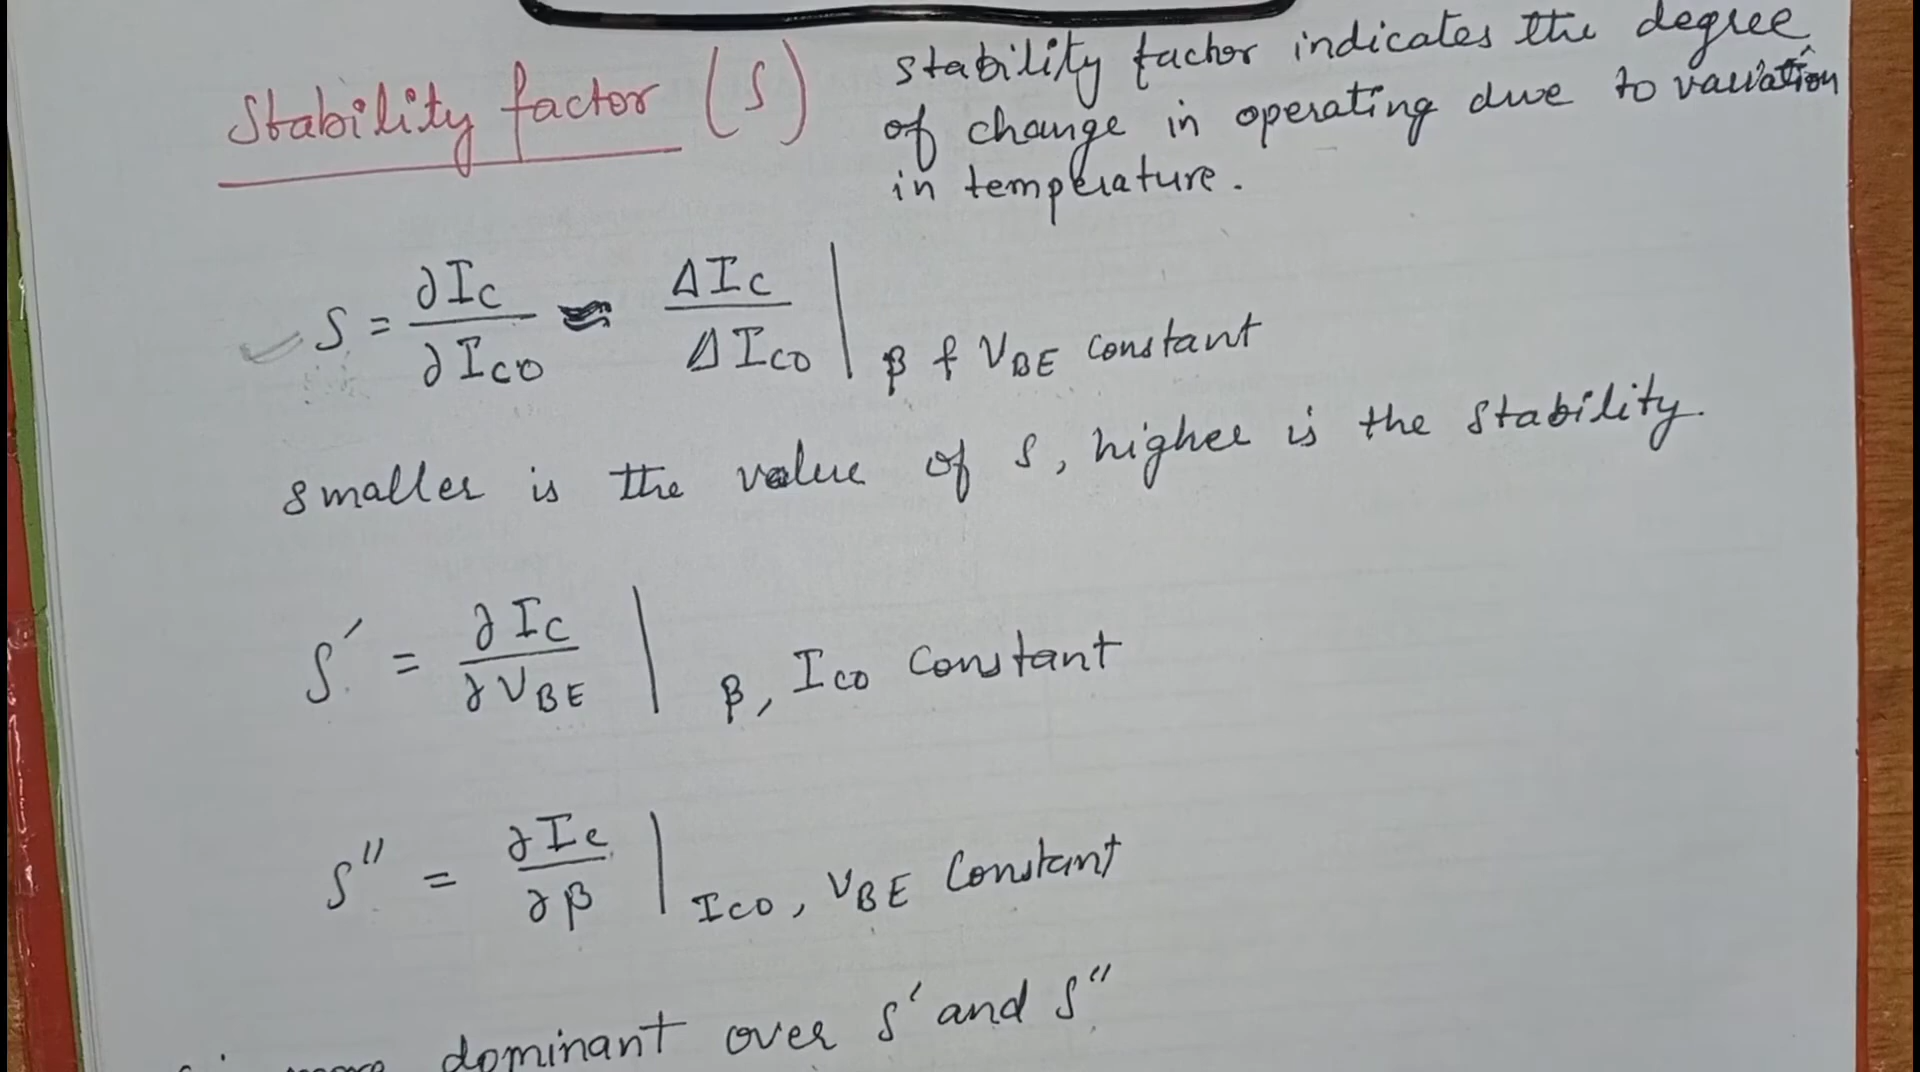 Stability factor (S)
stability factor indicates the degree
of change in operating due to variation
in temperature.
S = ∂IC / ∂ICO ≈ ΔIC / ΔICO | β & VBE constant
smaller is the value of S, higher is the stability.
S′ = ∂IC / ∂VBE | β, ICO constant
S″ = ∂IC / ∂β | ICO, VBE constant
dominant over S′ and S″